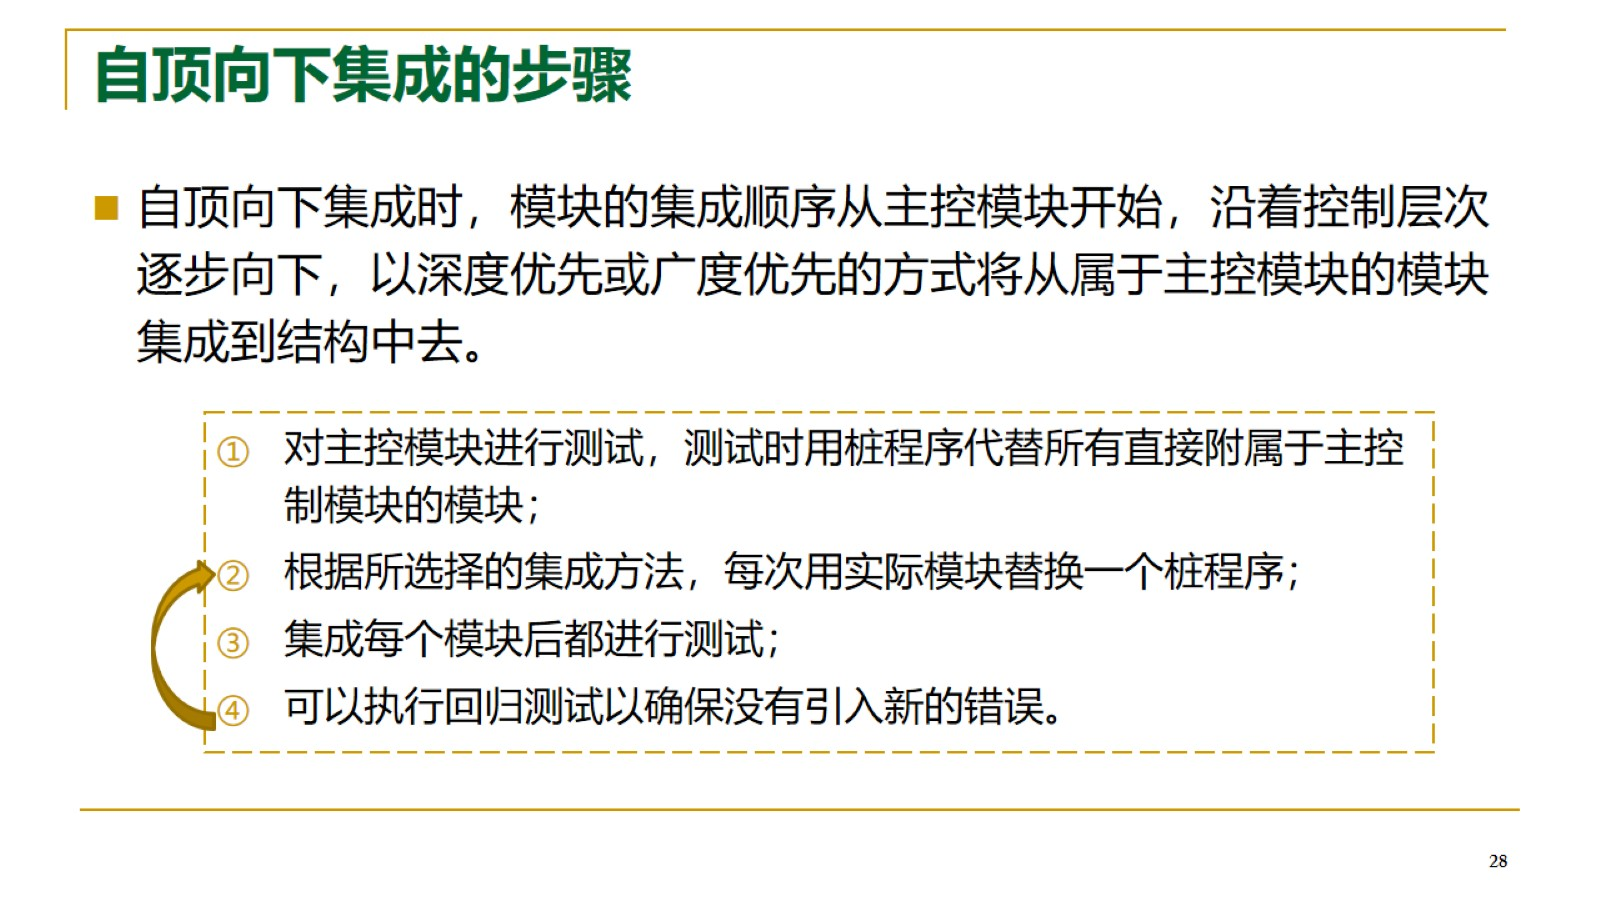 自顶向下集成的步骤
自顶向下集成时，模块的集成顺序从主控模块开始，沿着控制层次
逐步向下，以深度优先或广度优先的方式将从属于主控模块的模块
集成到结构中去。
① 对主控模块进行测试，测试时用桩程序代替所有直接附属于主控
制模块的模块；
② 根据所选择的集成方法，每次用实际模块替换一个桩程序；
③ 集成每个模块后都进行测试；
④ 可以执行回归测试以确保没有引入新的错误。
28